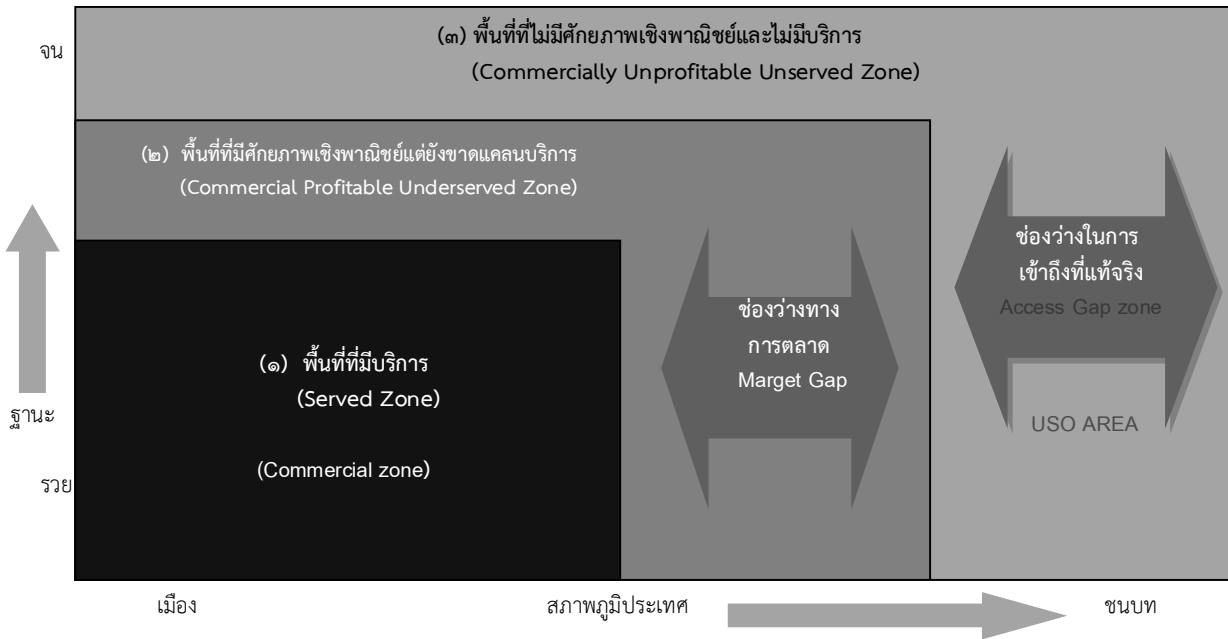 (๓) พื้นที่ที่ไม่มีศักยภาพเชิงพาณิชย์และไม่มีบริการ
(Commercially Unprofitable Unserved Zone)
จน
(๒) พื้นที่ที่มีศักยภาพเชิงพาณิชย์แต่ยังขาดแคลนบริการ
(Commercial Profitable Underserved Zone)
ช่องว่างในการ
เข้าถึงที่แท้จริง
Access Gap zone
ช่องว่างทาง
การตลาด
Marget Gap
(๑) พื้นที่ที่มีบริการ
(Served Zone)
ฐานะ
USO AREA
(Commercial zone)
รวย
เมือง
สภาพภูมิประเทศ
ชนบท